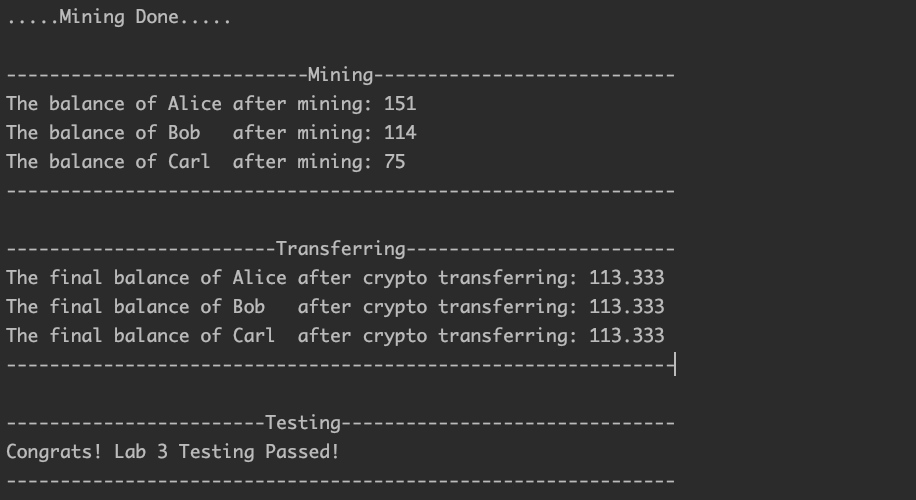 .....Mining Done.....
----------------------------Mining----------------------------
The balance of Alice after mining: 151
The balance of Bob   after mining: 114
The balance of Carl  after mining: 75
--------------------------------------------------------------
-------------------------Transferring-------------------------
The final balance of Alice after crypto transferring: 113.333
The final balance of Bob   after crypto transferring: 113.333
The final balance of Carl  after crypto transferring: 113.333
--------------------------------------------------------------
------------------------Testing-------------------------------
Congrats! Lab 3 Testing Passed!
--------------------------------------------------------------